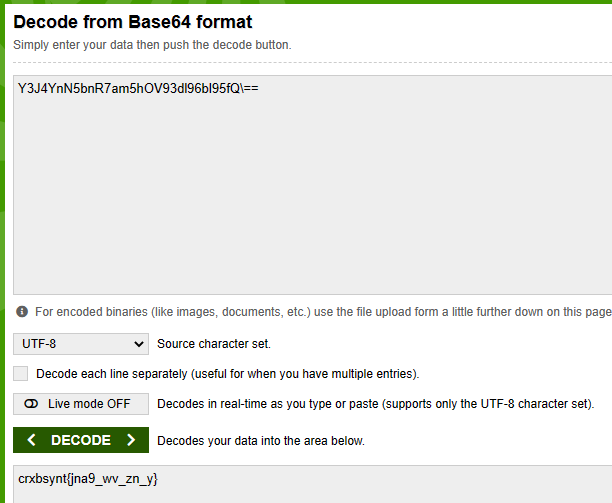 Decode from Base64 format
Simply enter your data then push the decode button.
Y3J4YnN5bnR7am5hOV93dl96bl95fQ\==
For encoded binaries (like images, documents, etc.) use the file upload form a little further down on this page
UTF-8 Source character set.
Decode each line separately (useful for when you have multiple entries).
Live mode OFF Decodes in real-time as you type or paste (supports only the UTF-8 character set).
< DECODE > Decodes your data into the area below.
crxbsynt{jna9_wv_zn_y}